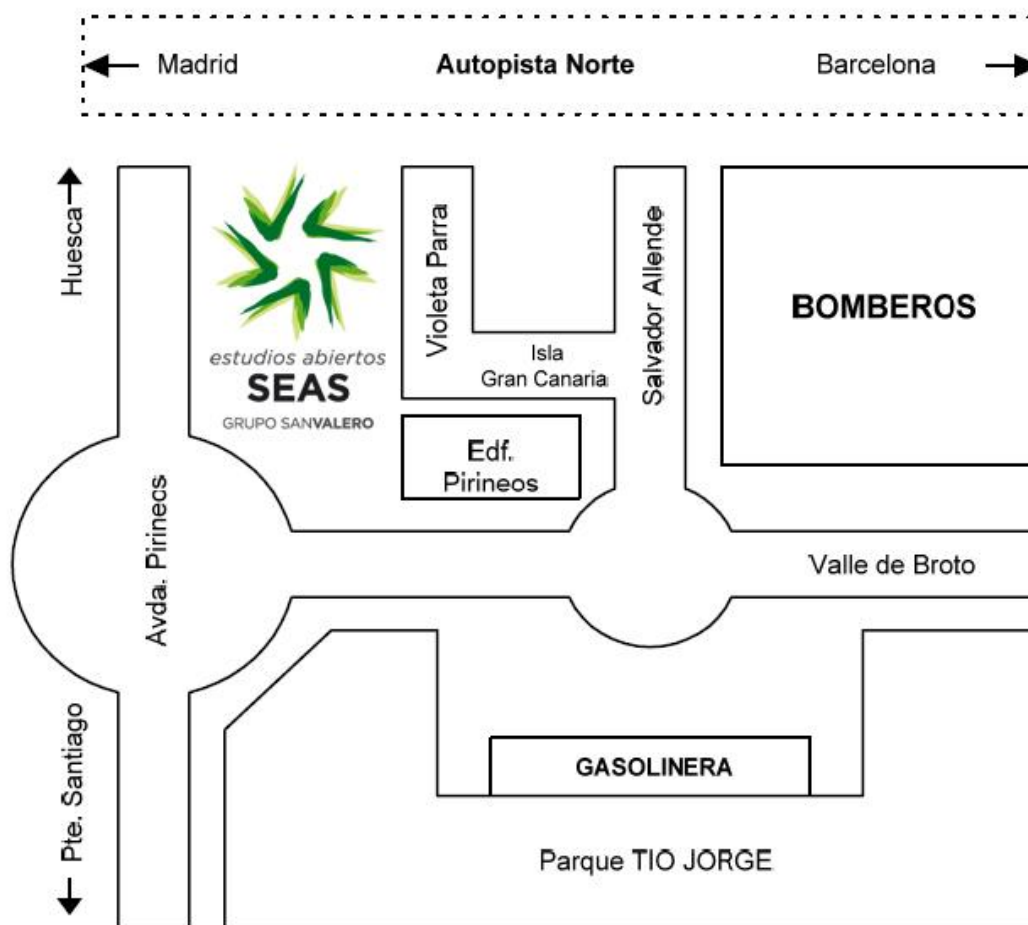 Madrid
Autopista Norte
Barcelona
Huesca
Violeta Parra
Salvador Allende
BOMBEROS
estudios abiertos
SEAS
GRUPO SANVALERO
Isla
Gran Canaria
Edf.
Pirineos
Avda. Pirineos
Valle de Broto
Pte. Santiago
GASOLINERA
Parque TIO JORGE